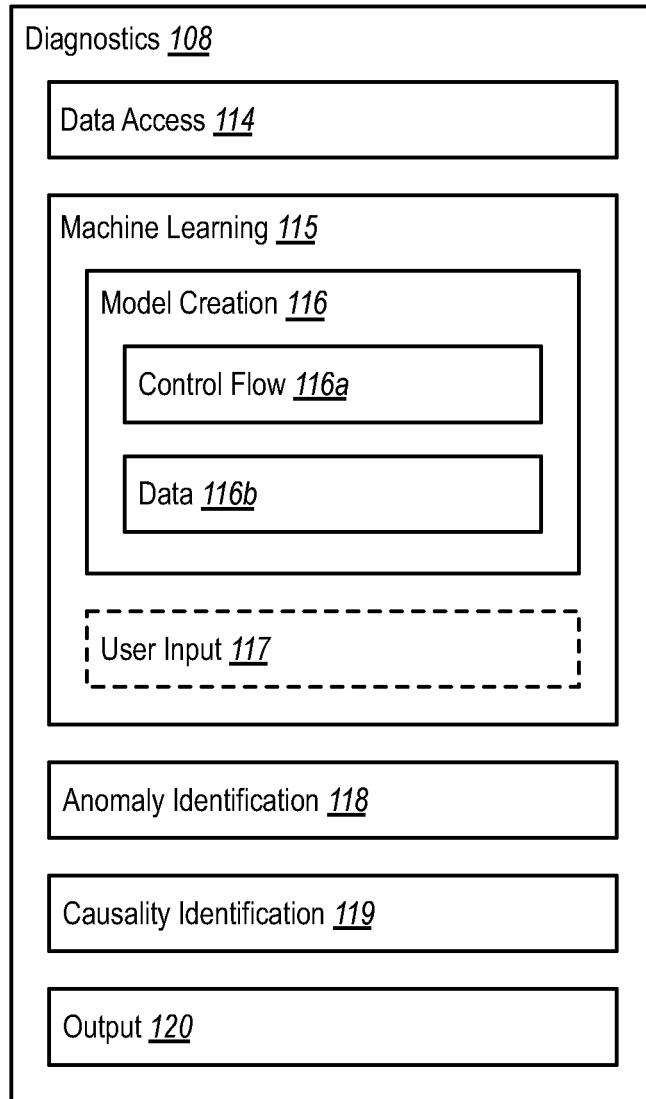 Diagnostics 108
Data Access 114
Machine Learning 115
Model Creation 116
Control Flow 116a
Data 116b
User Input 117
Anomaly Identification 118
Causality Identification 119
Output 120